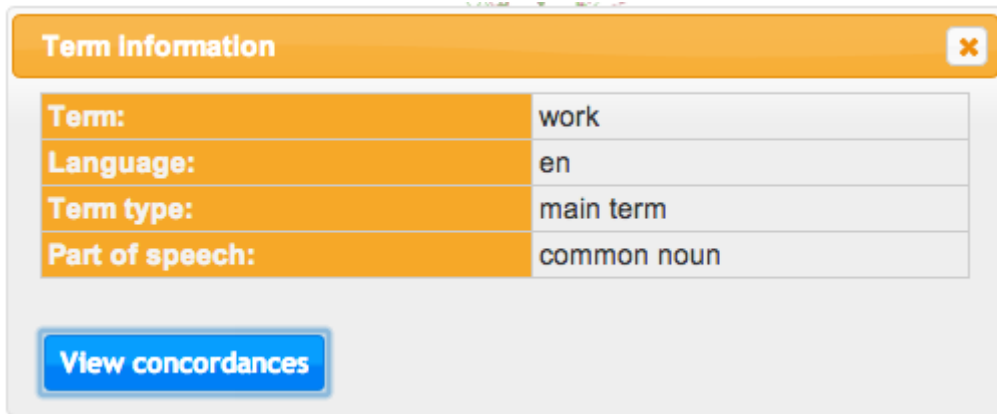 Term Information
Term: work
Language: en
Term type: main term
Part of speech: common noun
View concordances